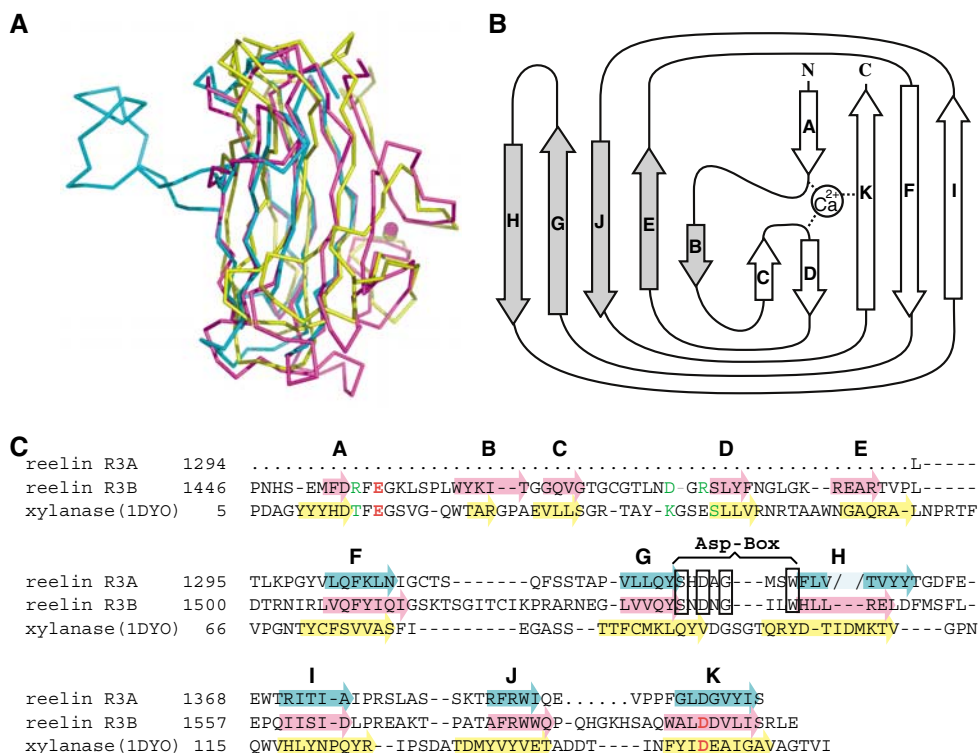 A
B
N
C
A
Ca
2+
K
F
I
H
G
J
E
B
C
D
C
A B C D E
reelin R3A 1294 ..........................................................L-----
reelin R3B 1446 PNHS-EMFDRFEGKLSPLWYKI--TGGQVGTGCGTLND-GRSLYFNGLGK--REARTVPL-----
xylanase(1DYO) 5 PDAGYYYHDTFEGSVG-QWTARGPAEVLLSGR-TAY-KGSESLLVRNRTAAWNGAQRA-LNPRTF
Asp-Box
F G H
reelin R3A 1295 TLKPGYVLQFKLNIGCTS-------QFSSTAP-VLLQYSHDAG---MSWFLV/ /TVYYTGDFE-
reelin R3B 1500 DTRNIRLVQFYIQIGSKTSGITCIKPRARNEG-LVVQYSNDNG---ILWHLL---RELDFMSFL-
xylanase(1DYO) 66 VPGNTYCFSVVASFI------EGASS--TTFCMKLQYVDGSGTQRYD-TIDMKTV----GPN
I J K
reelin R3A 1368 EWTRITI-AIPRSLAS--SKTRFRWIQE......VPPFGLDGVYIS
reelin R3B 1557 EPQIISI-DLPREAKT--PATAFRWWQP-QHGKHSAQWALDDVLISRLE
xylanase(1DYO) 115 QWVHLYNPQYR--IPSDATDMYVYVETADDT---INFYIDEAIGAVAGTVI